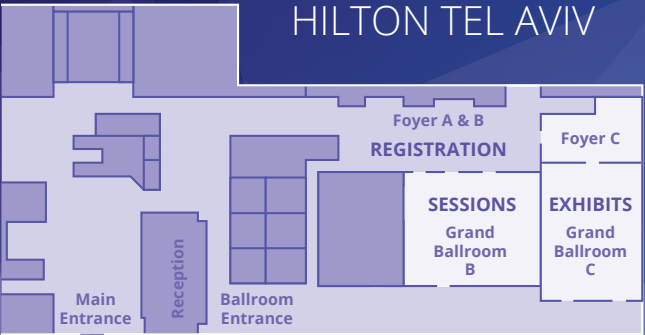 HILTON TEL AVIV
Foyer A & B
REGISTRATION
Foyer C
SESSIONS
Grand
Ballroom
B
EXHIBITS
Grand
Ballroom
C
Reception
Main
Entrance
Ballroom
Entrance